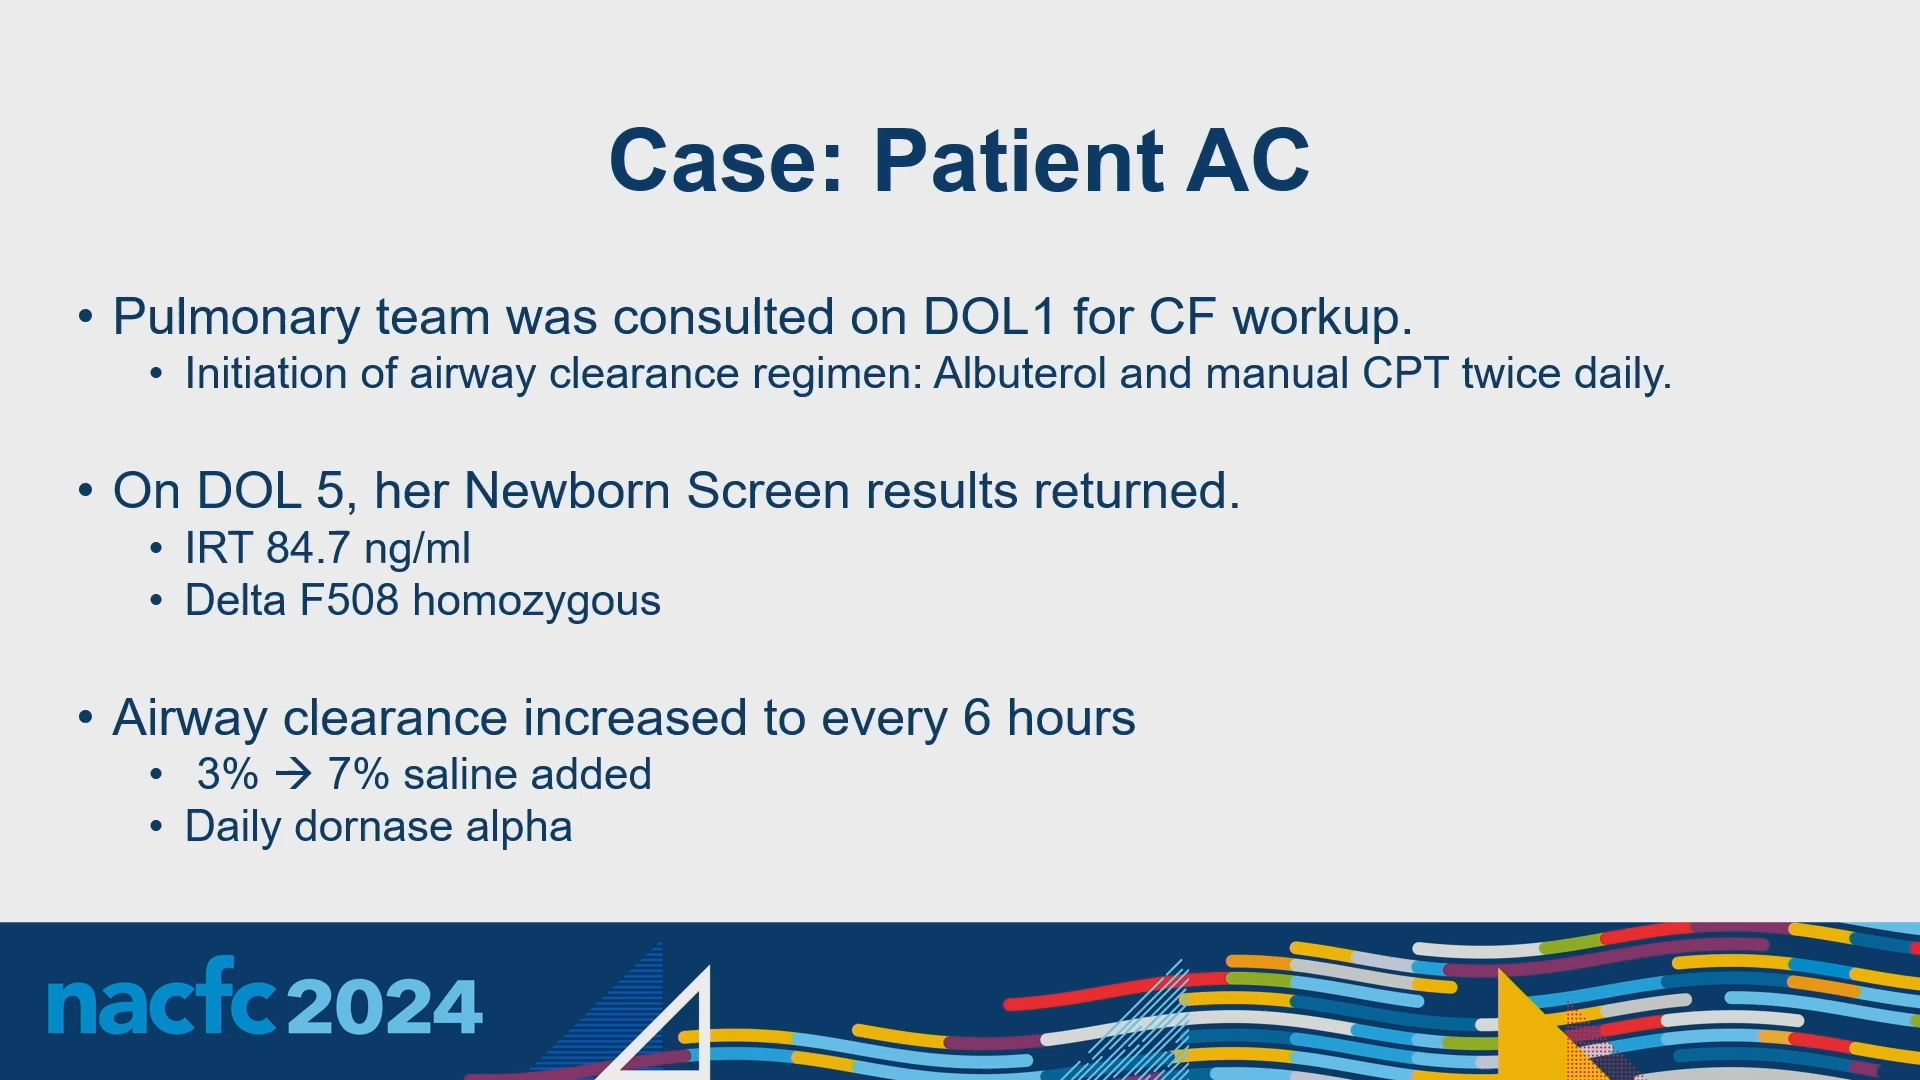 Case: Patient AC
• Pulmonary team was consulted on DOL1 for CF workup.
• Initiation of airway clearance regimen: Albuterol and manual CPT twice daily.
• On DOL 5, her Newborn Screen results returned.
• IRT 84.7 ng/ml
• Delta F508 homozygous
• Airway clearance increased to every 6 hours
• 3% → 7% saline added
• Daily dornase alpha
nacfc 2024